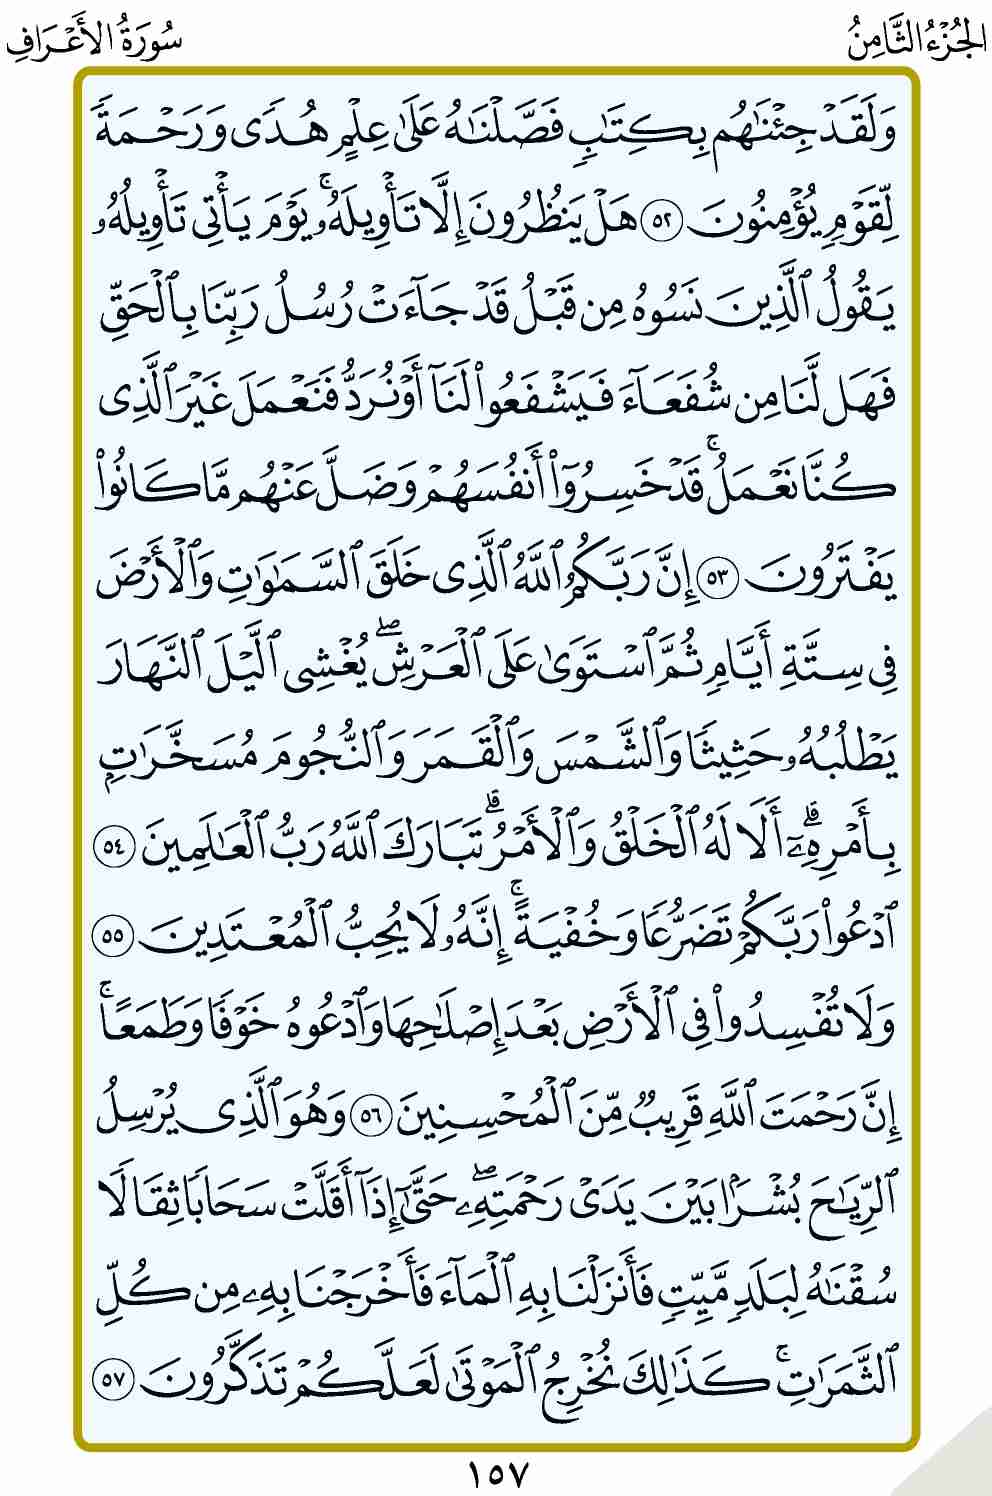 الجُزْءُ الثَّامِنُ
سُورَةُ الأَعْرَافِ
وَلَقَدۡ جِئۡنَٰهُم بِكِتَٰبٖ فَصَّلۡنَٰهُ عَلَىٰ عِلۡمٍ هُدٗى وَرَحۡمَةٗ
لِّقَوۡمٖ يُؤۡمِنُونَ ٥٢ هَلۡ يَنظُرُونَ إِلَّا تَأۡوِيلَهُۥۚ يَوۡمَ يَأۡتِي تَأۡوِيلُهُۥ
يَقُولُ ٱلَّذِينَ نَسُوهُ مِن قَبۡلُ قَدۡ جَآءَتۡ رُسُلُ رَبِّنَا بِٱلۡحَقِّ
فَهَل لَّنَا مِن شُفَعَآءَ فَيَشۡفَعُواْ لَنَآ أَوۡ نُرَدُّ فَنَعۡمَلَ غَيۡرَ ٱلَّذِي
كُنَّا نَعۡمَلُۚ قَدۡ خَسِرُوٓاْ أَنفُسَهُمۡ وَضَلَّ عَنۡهُم مَّا كَانُواْ
يَفۡتَرُونَ ٥٣ إِنَّ رَبَّكُمُ ٱللَّهُ ٱلَّذِي خَلَقَ ٱلسَّمَٰوَٰتِ وَٱلۡأَرۡضَ
فِي سِتَّةِ أَيَّامٖ ثُمَّ ٱسۡتَوَىٰ عَلَى ٱلۡعَرۡشِۖ يُغۡشِي ٱلَّيۡلَ ٱلنَّهَارَ
يَطۡلُبُهُۥ حَثِيثٗا وَٱلشَّمۡسَ وَٱلۡقَمَرَ وَٱلنُّجُومَ مُسَخَّرَٰتِۭ
بِأَمۡرِهِۦٓۗ أَلَا لَهُ ٱلۡخَلۡقُ وَٱلۡأَمۡرُۗ تَبَارَكَ ٱللَّهُ رَبُّ ٱلۡعَٰلَمِينَ ٥٤
ٱدۡعُواْ رَبَّكُمۡ تَضَرُّعٗا وَخُفۡيَةًۚ إِنَّهُۥ لَا يُحِبُّ ٱلۡمُعۡتَدِينَ ٥٥
وَلَا تُفۡسِدُواْ فِي ٱلۡأَرۡضِ بَعۡدَ إِصۡلَٰحِهَا وَٱدۡعُوهُ خَوۡفٗا وَطَمَعًاۚ
إِنَّ رَحۡمَتَ ٱللَّهِ قَرِيبٞ مِّنَ ٱلۡمُحۡسِنِينَ ٥٦ وَهُوَ ٱلَّذِي يُرۡسِلُ
ٱلرِّيَٰحَ بُشۡرَۢا بَيۡنَ يَدَيۡ رَحۡمَتِهِۦۖ حَتَّىٰٓ إِذَآ أَقَلَّتۡ سَحَابٗا ثِقَالٗا
سُقۡنَٰهُ لِبَلَدٖ مَّيِّتٖ فَأَنزَلۡنَا بِهِ ٱلۡمَآءَ فَأَخۡرَجۡنَا بِهِۦ مِن كُلِّ
ٱلثَّمَرَٰتِۚ كَذَٰلِكَ نُخۡرِجُ ٱلۡمَوۡتَىٰ لَعَلَّكُمۡ تَذَكَّرُونَ ٥٧
١٥٧